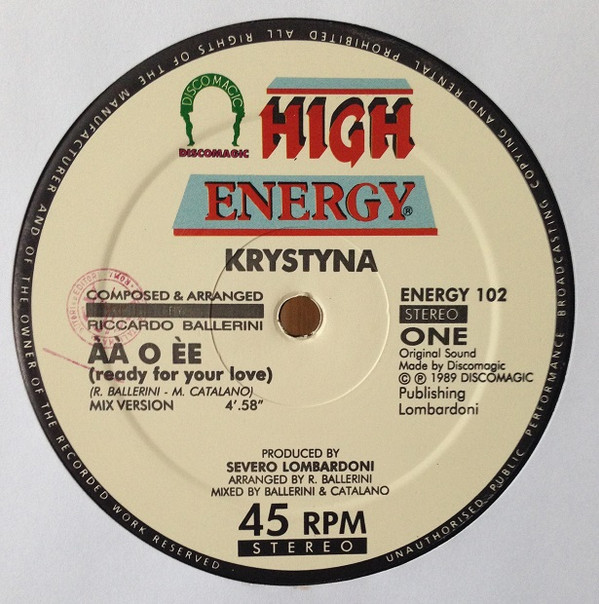 ALL RIGHTS OF THE MANUFACTURER AND OF THE OWNER OF THE RECORDED WORK RESERVED
UNAUTHORISED PUBLIC PERFORMANCE BROADCASTING COPYING AND RENTAL PROHIBITED
DISCO MAGIC
DISCOMAGIC
HIGH
ENERGY®
KRYSTYNA
COMPOSED & ARRANGED
RICCARDO BALLERINI
ÀÀ O ÈE
(ready for your love)
(R. BALLERINI - M. CATALANO)
MIX VERSION 4'.58"
ENERGY 102
STEREO
ONE
Original Sound
Made by Discomagic
© ℗ 1989 DISCOMAGIC
Publishing
Lombardoni
PRODUCED BY
SEVERO LOMBARDONI
ARRANGED BY R. BALLERINI
MIXED BY BALLERINI & CATALANO
45 RPM
STEREO